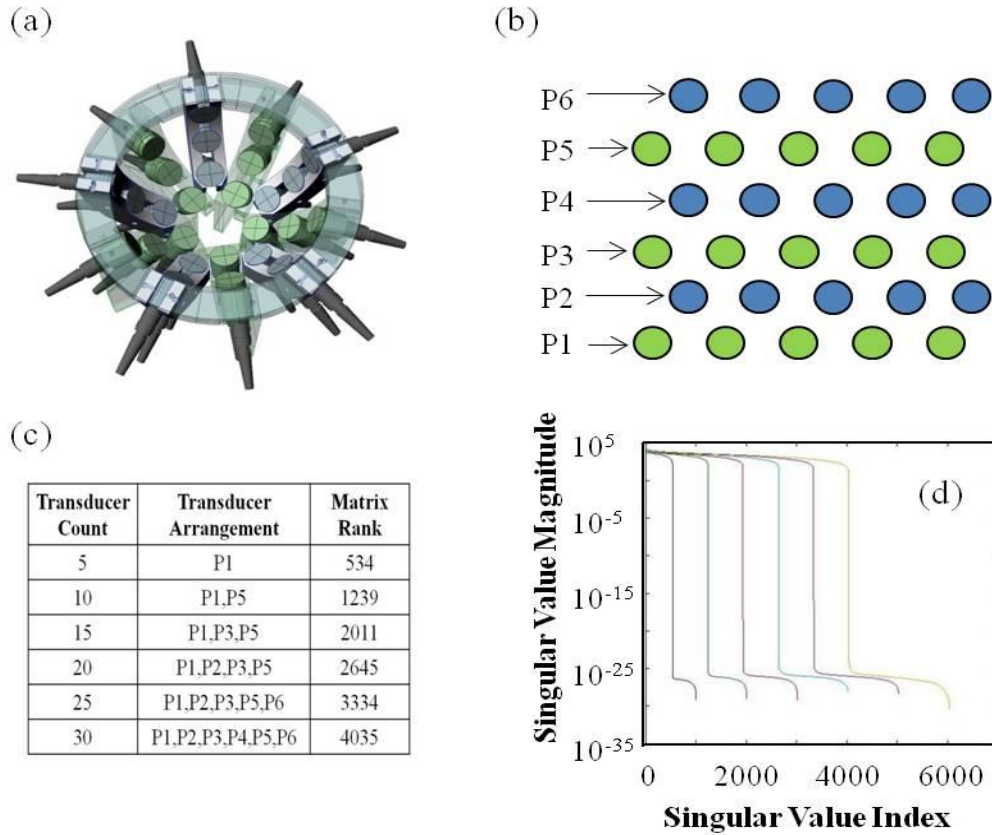 (a)
(b)
P6
P5
P4
P3
P2
P1
(c)
Transducer Count Transducer Arrangement Matrix Rank
5 P1 534
10 P1,P5 1239
15 P1,P3,P5 2011
20 P1,P2,P3,P5 2645
25 P1,P2,P3,P5,P6 3334
30 P1,P2,P3,P4,P5,P6 4035
(d)
Singular Value Magnitude
10^5
10^-5
10^-15
10^-25
10^-35
0 2000 4000 6000
Singular Value Index